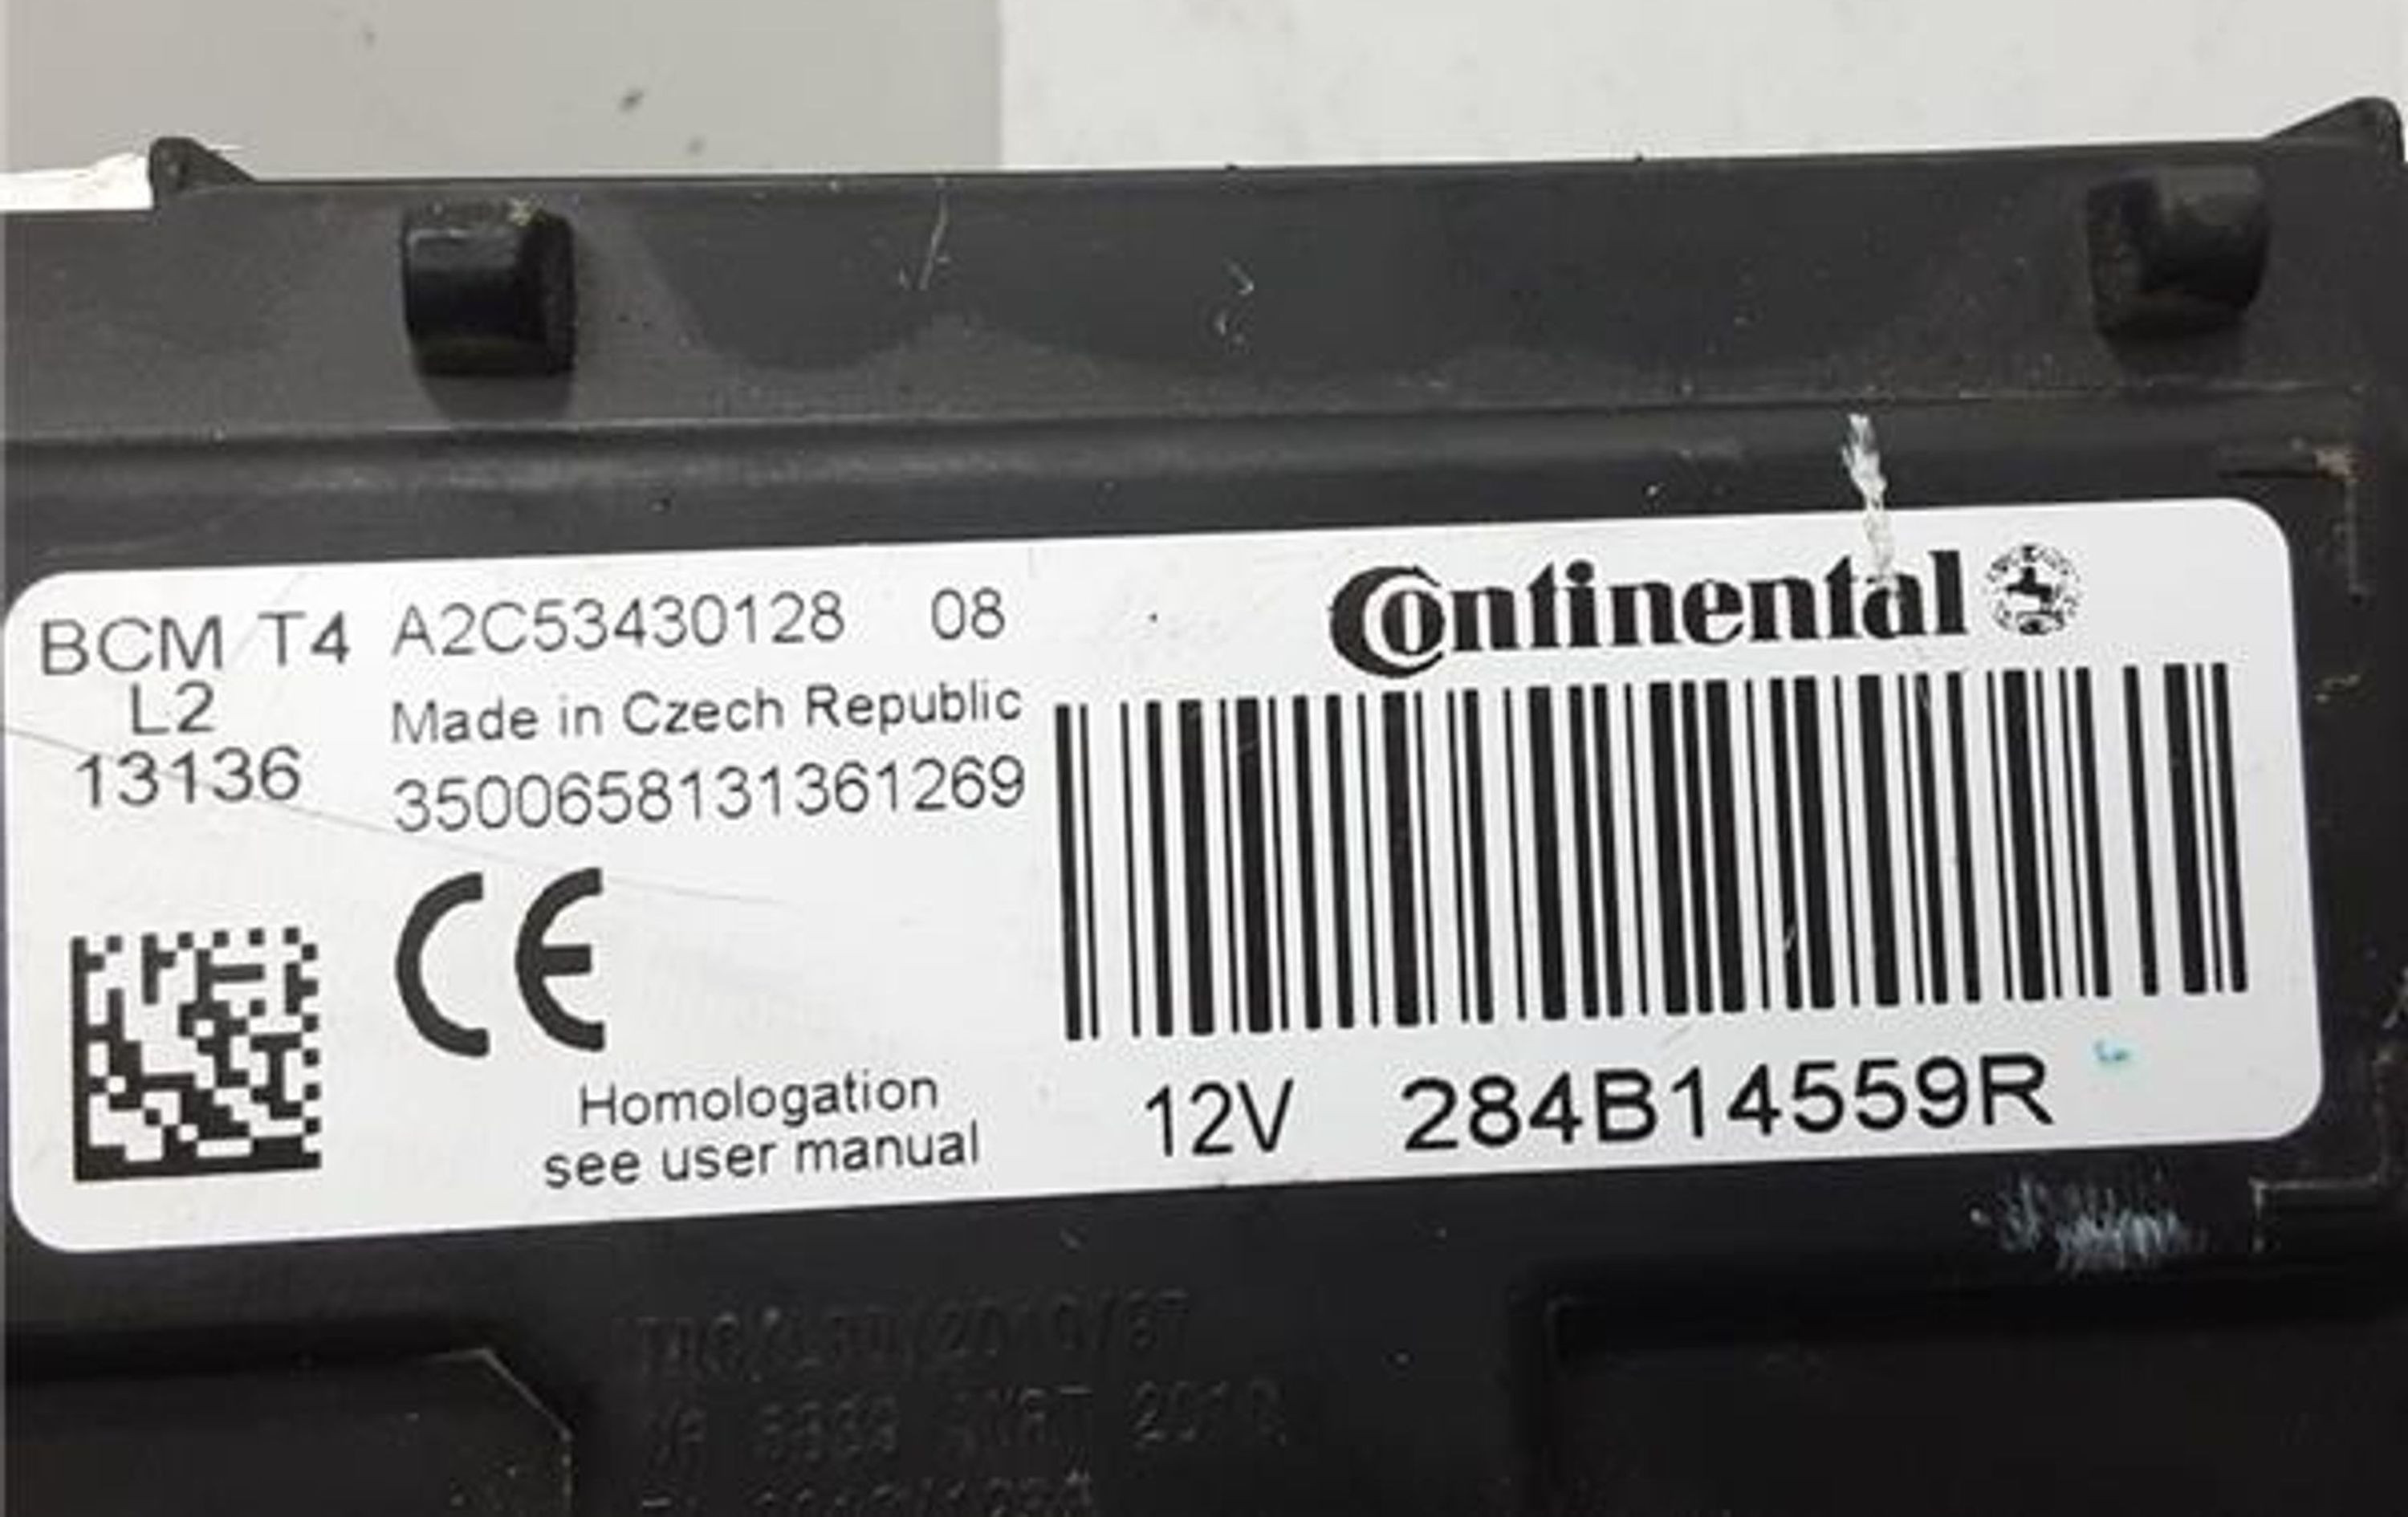 BCM T4
L2
13136
A2C53430128 08
Made in Czech Republic
3500658131361269
CE
Homologation
see user manual
Continental
12V 284B14559R